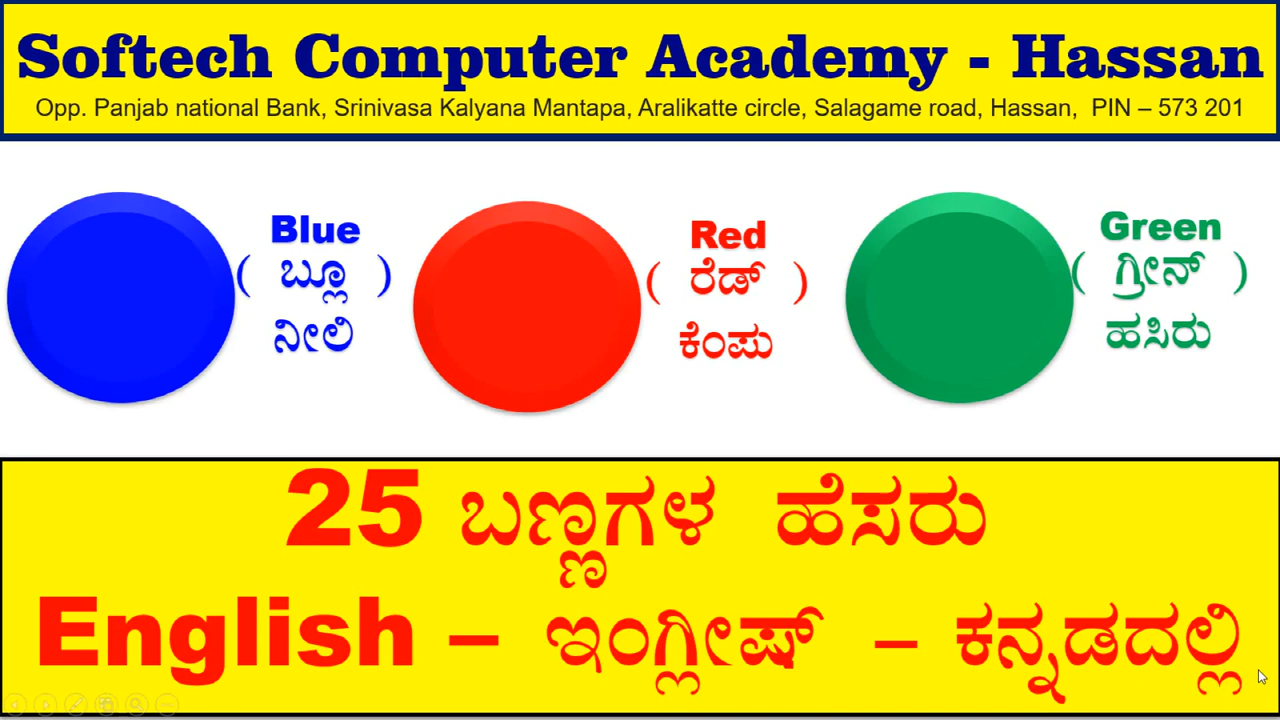 Softech Computer Academy - Hassan
Opp. Panjab national Bank, Srinivasa Kalyana Mantapa, Aralikatte circle, Salagame road, Hassan, PIN – 573 201
Blue
( ಬ್ಲೂ )
ನೀಲಿ
Red
( ರೆಡ್ )
ಕೆಂಪು
Green
( ಗ್ರೀನ್ )
ಹಸಿರು
25 ಬಣ್ಣಗಳ ಹೆಸರು
English – ಇಂಗ್ಲೀಷ್ – ಕನ್ನಡದಲ್ಲಿ